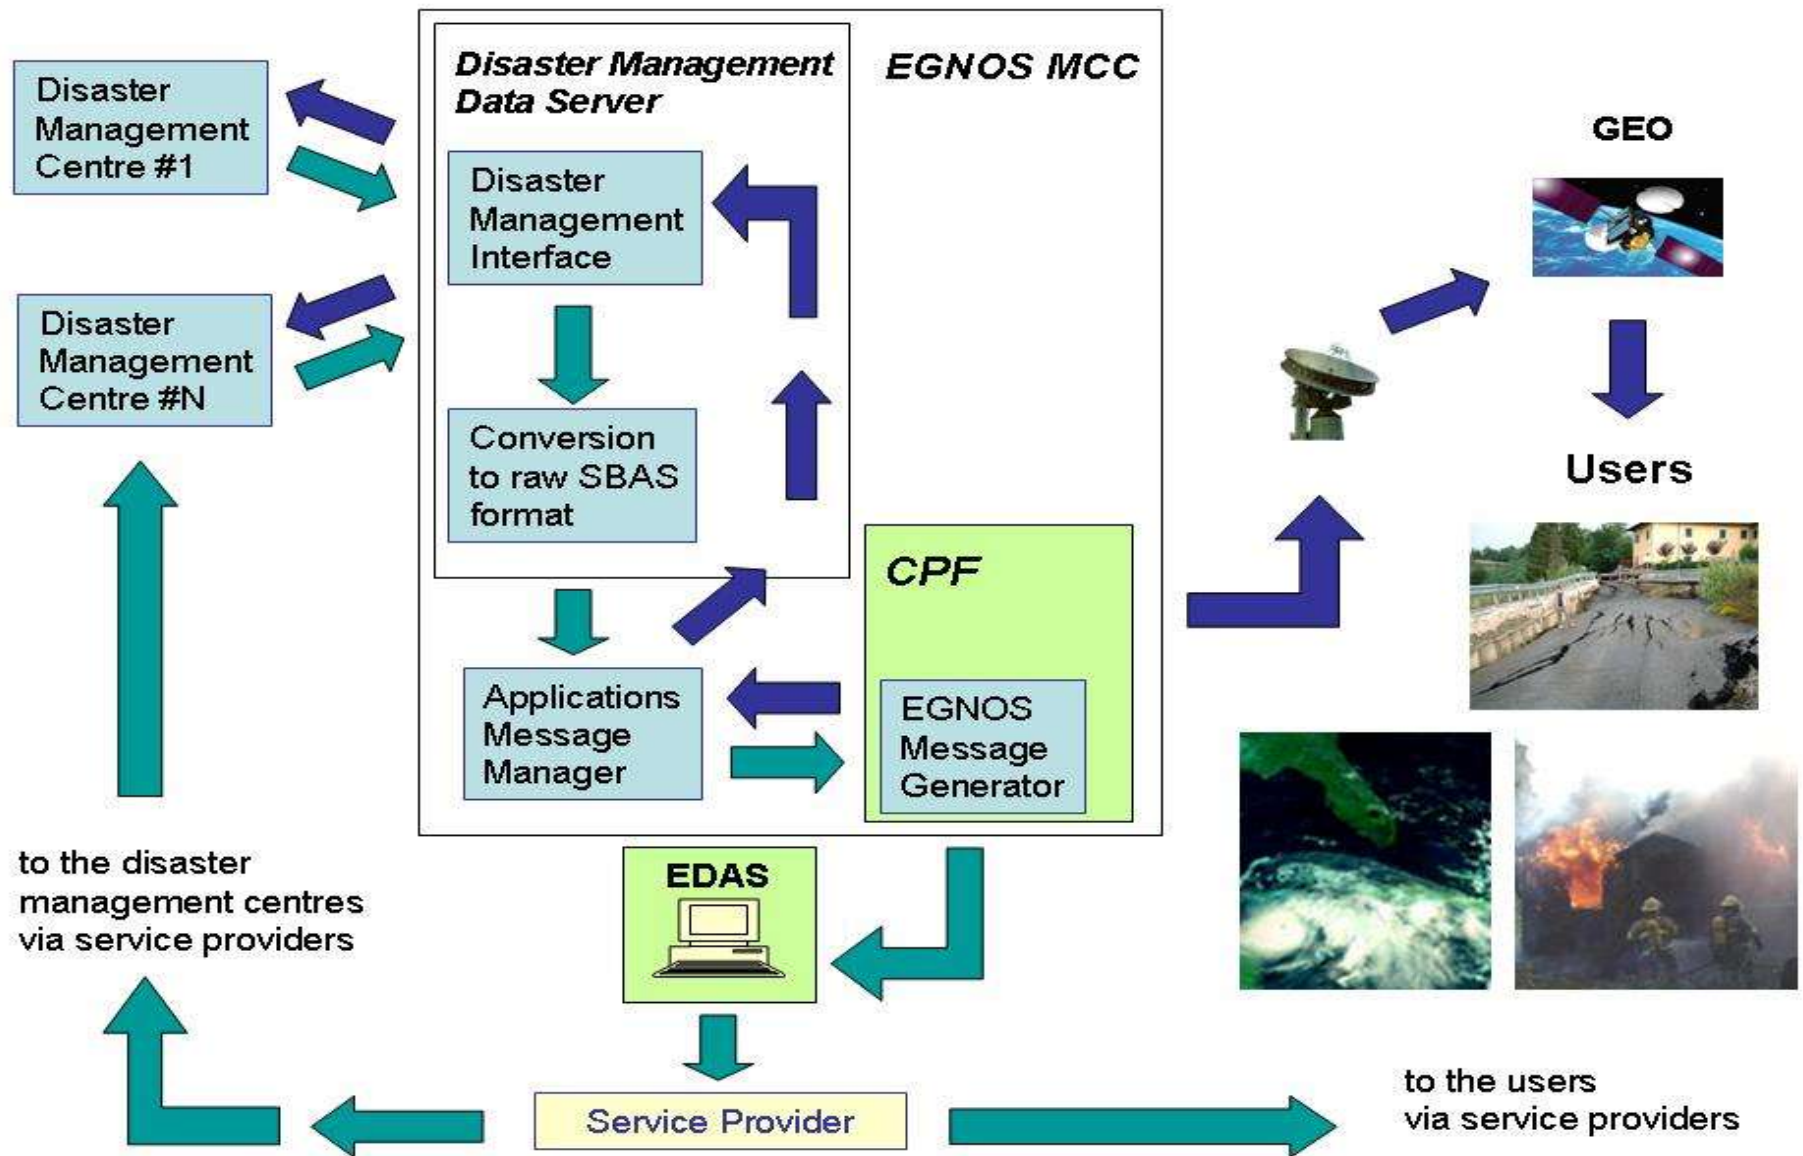 Disaster Management
Data Server
EGNOS MCC
Disaster
Management
Centre #1
GEO
Disaster
Management
Interface
Disaster
Management
Centre #N
Conversion
to raw SBAS
format
Users
CPF
Applications
Message
Manager
EGNOS
Message
Generator
to the disaster
management centres
via service providers
EDAS
Service Provider
to the users
via service providers